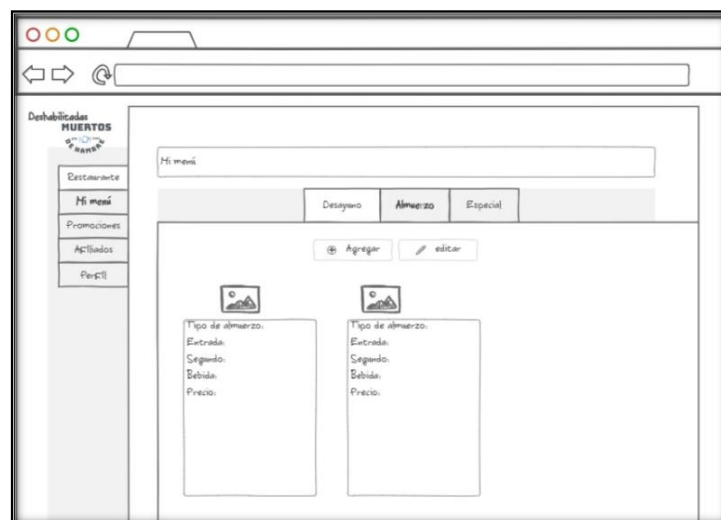 Deshabilitadas
MUERTOS
DE HAMBRE
Mi menú
Restaurante
Mi menú
Promociones
Afiliados
Perfil
Desayuno Almuerzo Especial
Agregar editar
Tipo de almuerzo:
Entrada:
Segundo:
Bebida:
Precio:
Tipo de almuerzo:
Entrada:
Segundo:
Bebida:
Precio: